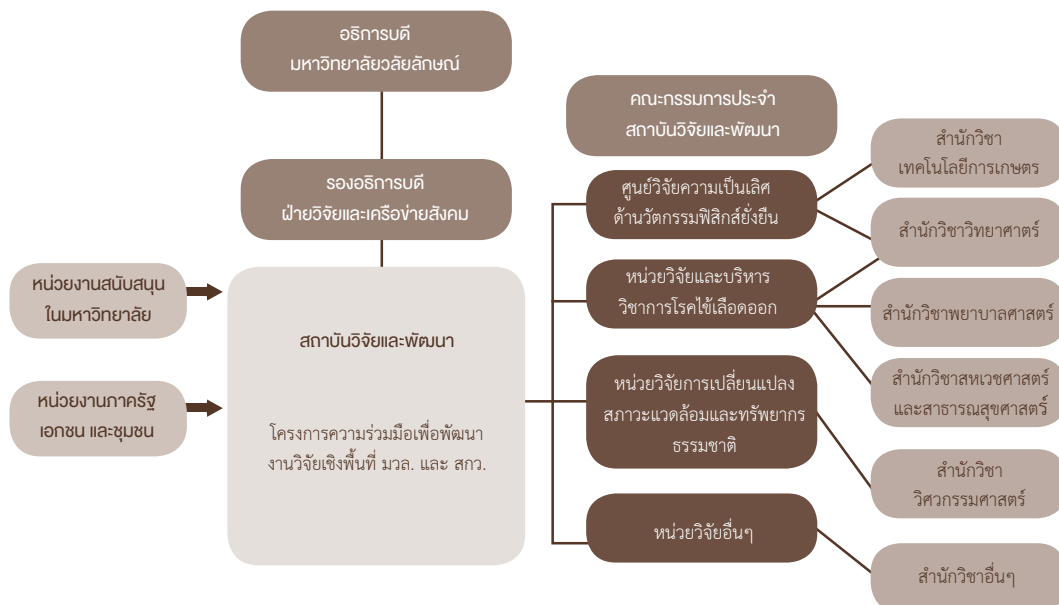 อธิการบดี
มหาวิทยาลัยวลัยลักษณ์
รองอธิการบดี
ฝ่ายวิจัยและเครือข่ายสังคม
หน่วยงานสนับสนุน
ในมหาวิทยาลัย
หน่วยงานภาครัฐ
เอกชน และชุมชน
สถาบันวิจัยและพัฒนา
โครงการความร่วมมือเพื่อพัฒนา
งานวิจัยเชิงพื้นที่ มวล. และ สกว.
คณะกรรมการประจำ
สถาบันวิจัยและพัฒนา
ศูนย์วิจัยความเป็นเลิศ
ด้านวัตกรรมฟิสิกส์ยั่งยืน
หน่วยวิจัยและบริหาร
วิชาการโรคไข้เลือดออก
หน่วยวิจัยการเปลี่ยนแปลง
สภาวะแวดล้อมและทรัพยากร
ธรรมชาติ
หน่วยวิจัยอื่นๆ
สำนักวิชา
เทคโนโลยีการเกษตร
สำนักวิชาวิทยาศาตร์
สำนักวิชาพยาบาลศาสตร์
สำนักวิชาสหเวชศาสตร์
และสาธารณสุขศาสตร์
สำนักวิชา
วิศวกรรมศาสตร์
สำนักวิชาอื่นๆ